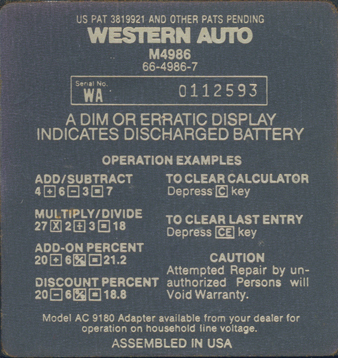 US PAT 3819921 AND OTHER PATS PENDING
WESTERN AUTO
M4986
66-4986-7
Serial No.
WA 0112593
A DIM OR ERRATIC DISPLAY
INDICATES DISCHARGED BATTERY
OPERATION EXAMPLES
ADD/SUBTRACT
4 + 6 − 3 = 7
TO CLEAR CALCULATOR
Depress C key
MULTIPLY/DIVIDE
27 X 2 ÷ 3 = 18
TO CLEAR LAST ENTRY
Depress CE key
ADD-ON PERCENT
20 + 6 % = 21.2
DISCOUNT PERCENT
20 − 6 % = 18.8
CAUTION
Attempted Repair by un-
authorized Persons will
Void Warranty.
Model AC 9180 Adapter available from your dealer for
operation on household line voltage.
ASSEMBLED IN USA